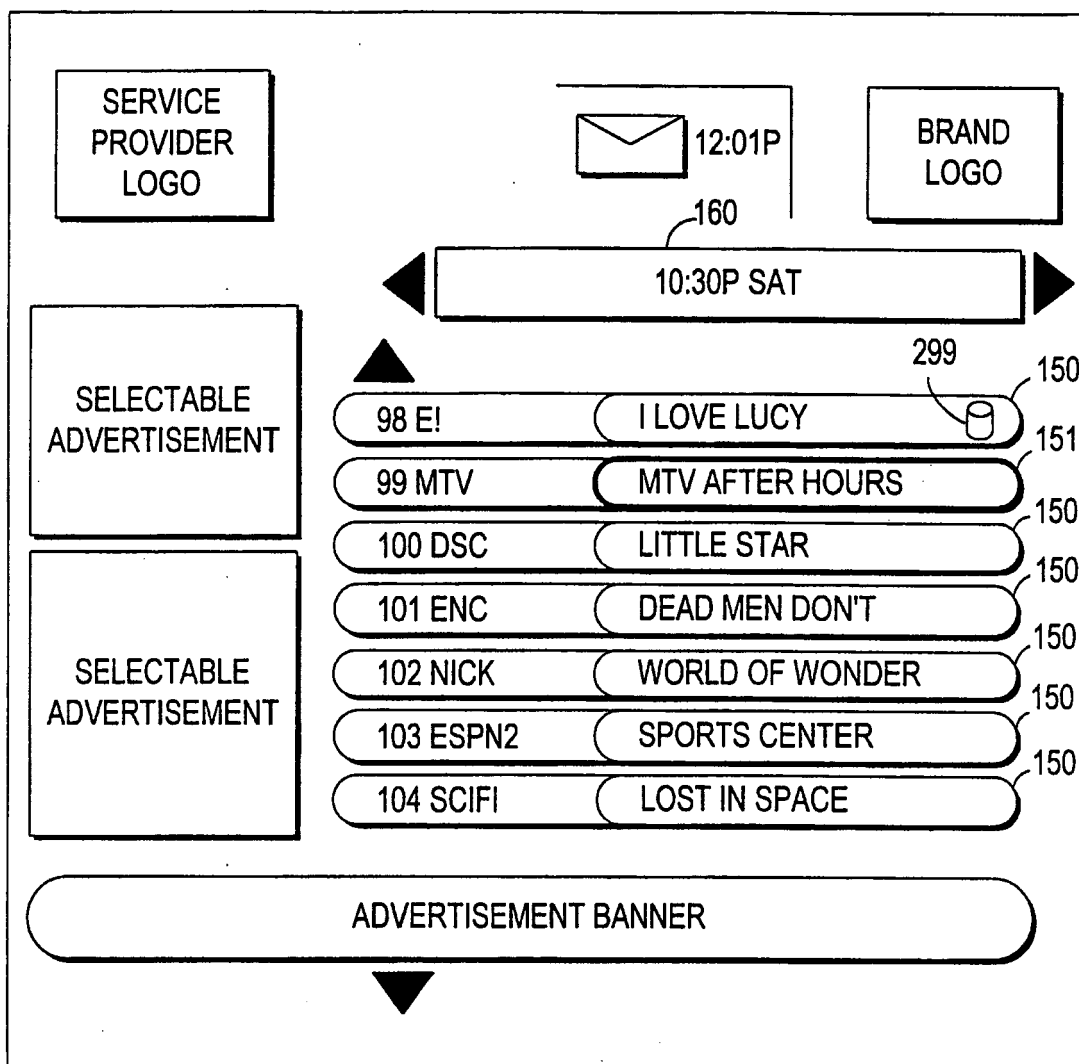 SERVICE
PROVIDER
LOGO
12:01P
BRAND
LOGO
160
10:30P SAT
SELECTABLE
ADVERTISEMENT
299
150
98 E! I LOVE LUCY
151
99 MTV MTV AFTER HOURS
150
100 DSC LITTLE STAR
150
101 ENC DEAD MEN DON'T
150
102 NICK WORLD OF WONDER
150
103 ESPN2 SPORTS CENTER
150
104 SCIFI LOST IN SPACE
SELECTABLE
ADVERTISEMENT
ADVERTISEMENT BANNER